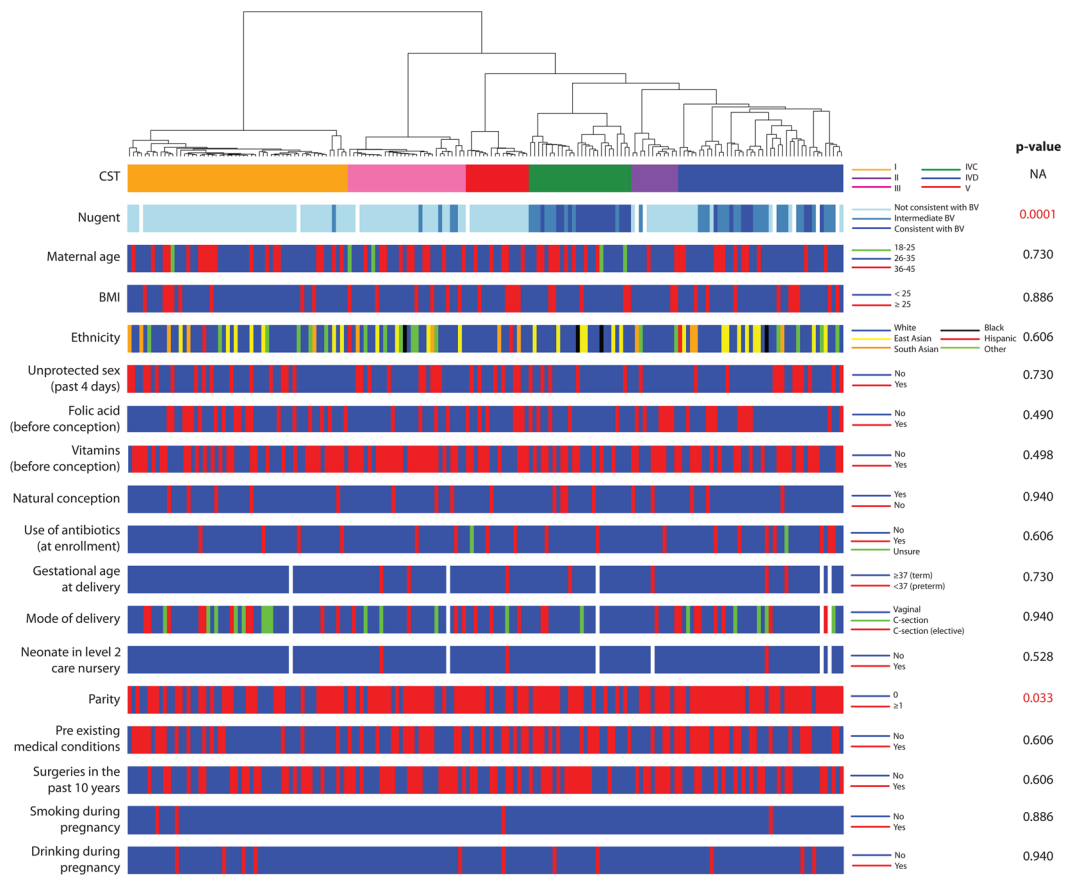 p-value
CST
I
IVC
II
IVD
III
V
NA
Nugent
Not consistent with BV
Intermediate BV
Consistent with BV
0.0001
Maternal age
18-25
26-35
36-45
0.730
BMI
< 25
≥ 25
0.886
Ethnicity
White
Black
East Asian
Hispanic
South Asian
Other
0.606
Unprotected sex
(past 4 days)
No
Yes
0.730
Folic acid
(before conception)
No
Yes
0.490
Vitamins
(before conception)
No
Yes
0.498
Natural conception
Yes
No
0.940
Use of antibiotics
(at enrollment)
No
Yes
Unsure
0.606
Gestational age
at delivery
≥37 (term)
<37 (preterm)
0.730
Mode of delivery
Vaginal
C-section
C-section (elective)
0.940
Neonate in level 2
care nursery
No
Yes
0.528
Parity
0
≥1
0.033
Pre existing
medical conditions
No
Yes
0.606
Surgeries in the
past 10 years
No
Yes
0.606
Smoking during
pregnancy
No
Yes
0.886
Drinking during
pregnancy
No
Yes
0.940